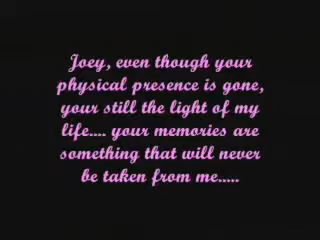 Joey, even though your
physical presence is gone,
your still the light of my
life.... your memories are
something that will never
be taken from me.....